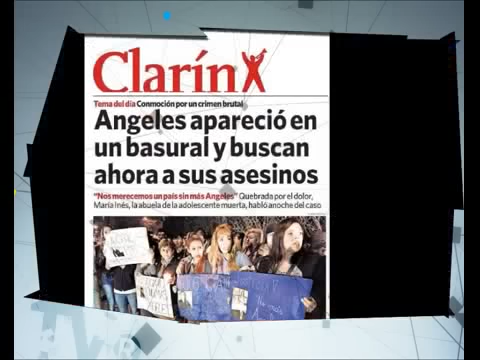 Clarín
Tema del día Conmoción por un crimen brutal
Angeles apareció en
un basural y buscan
ahora a sus asesinos
"Nos merecemos un país sin más Angeles" Quebrada por el dolor,
María Inés, la abuela de la adolescente muerta, habló anoche del caso